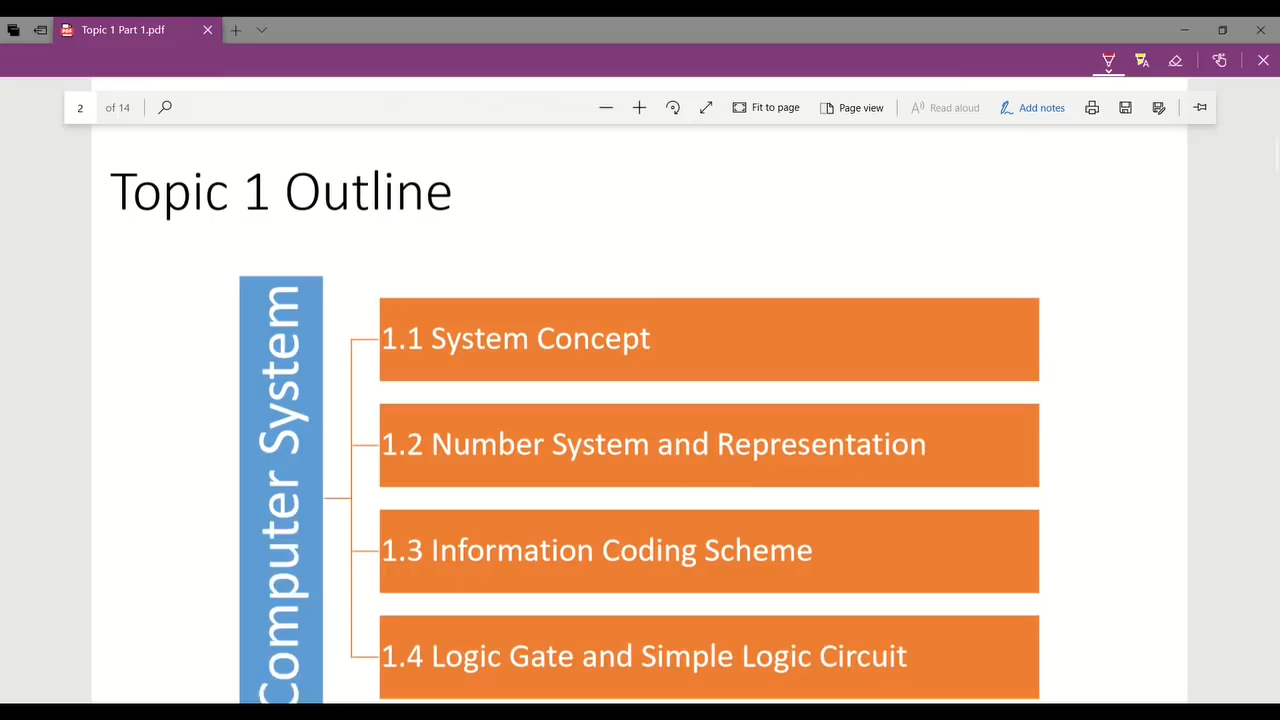 Topic 1 Part 1.pdf
2 of 14
Fit to page
Page view
Read aloud
Add notes
Topic 1 Outline
Computer System
1.1 System Concept
1.2 Number System and Representation
1.3 Information Coding Scheme
1.4 Logic Gate and Simple Logic Circuit